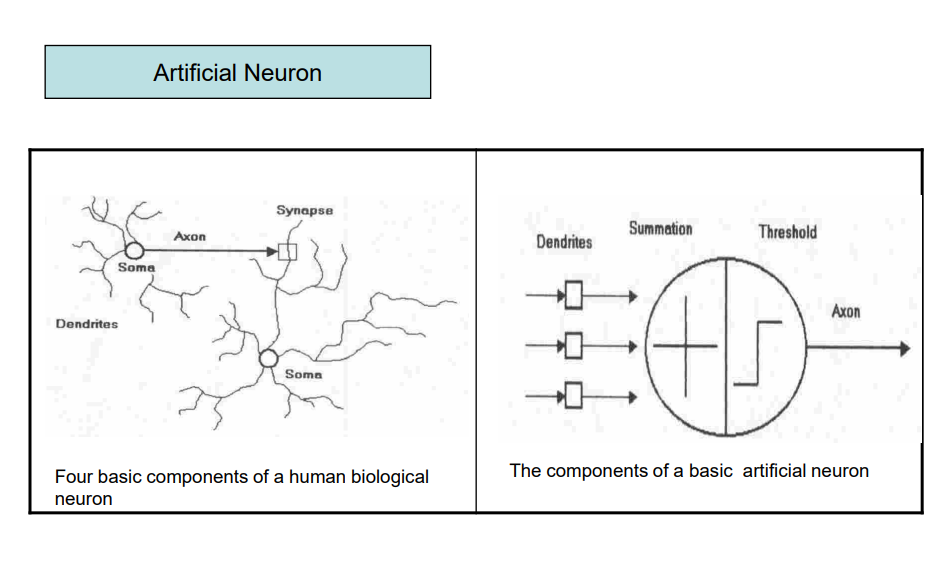 Artificial Neuron
Synapse
Axon
Soma
Dendrites
Soma
Four basic components of a human biological
neuron
Dendrites
Summation
Threshold
Axon
The components of a basic artificial neuron